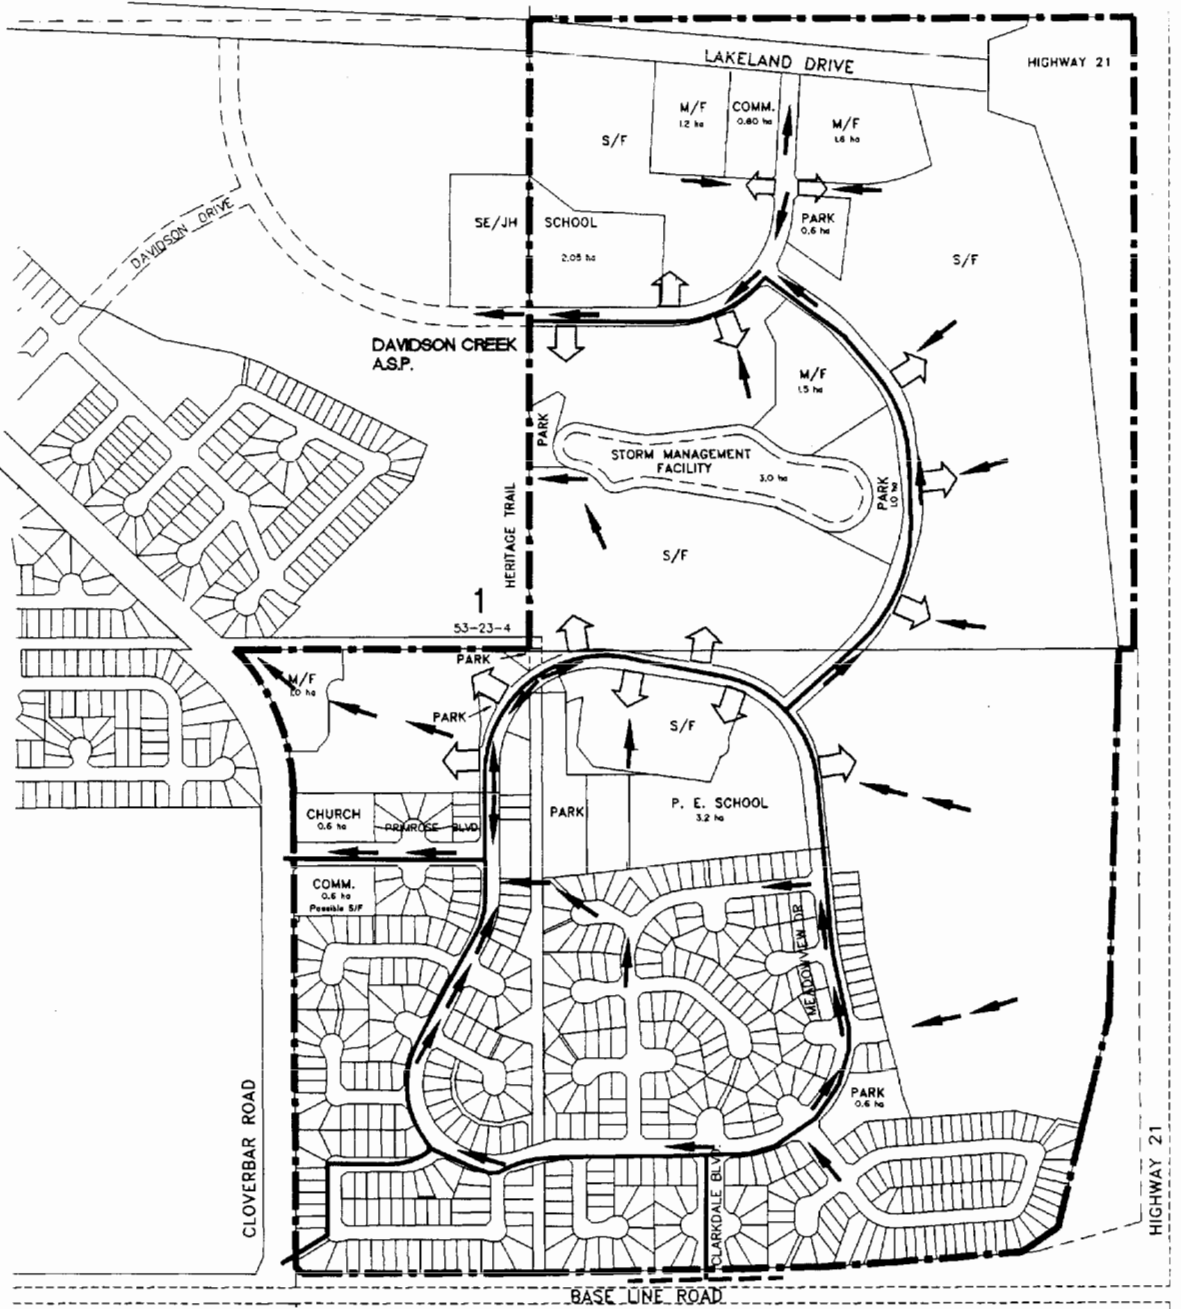 LAKELAND DRIVE
HIGHWAY 21
M/F
1.2 ha
COMM.
0.80 ha
M/F
1.6 ha
S/F
DAVIDSON DRIVE
SE/JH SCHOOL
2.05 ha
PARK
0.6 ha
S/F
DAVIDSON CREEK
A.S.P.
M/F
1.5 ha
PARK
STORM MANAGEMENT
FACILITY
3.0 ha
PARK
1.0 ha
HERITAGE TRAIL
S/F
1
53-23-4
PARK
M/F
1.0 ha
PARK
S/F
CHURCH
0.6 ha
PRIMROSE BLVD
PARK
P. E. SCHOOL
3.2 ha
COMM.
0.6 ha
Possible S/F
MEADOWVIEW DR
PARK
0.6 ha
CLOVERBAR ROAD
CLARKDALE BLVD.
HIGHWAY 21
BASE LINE ROAD